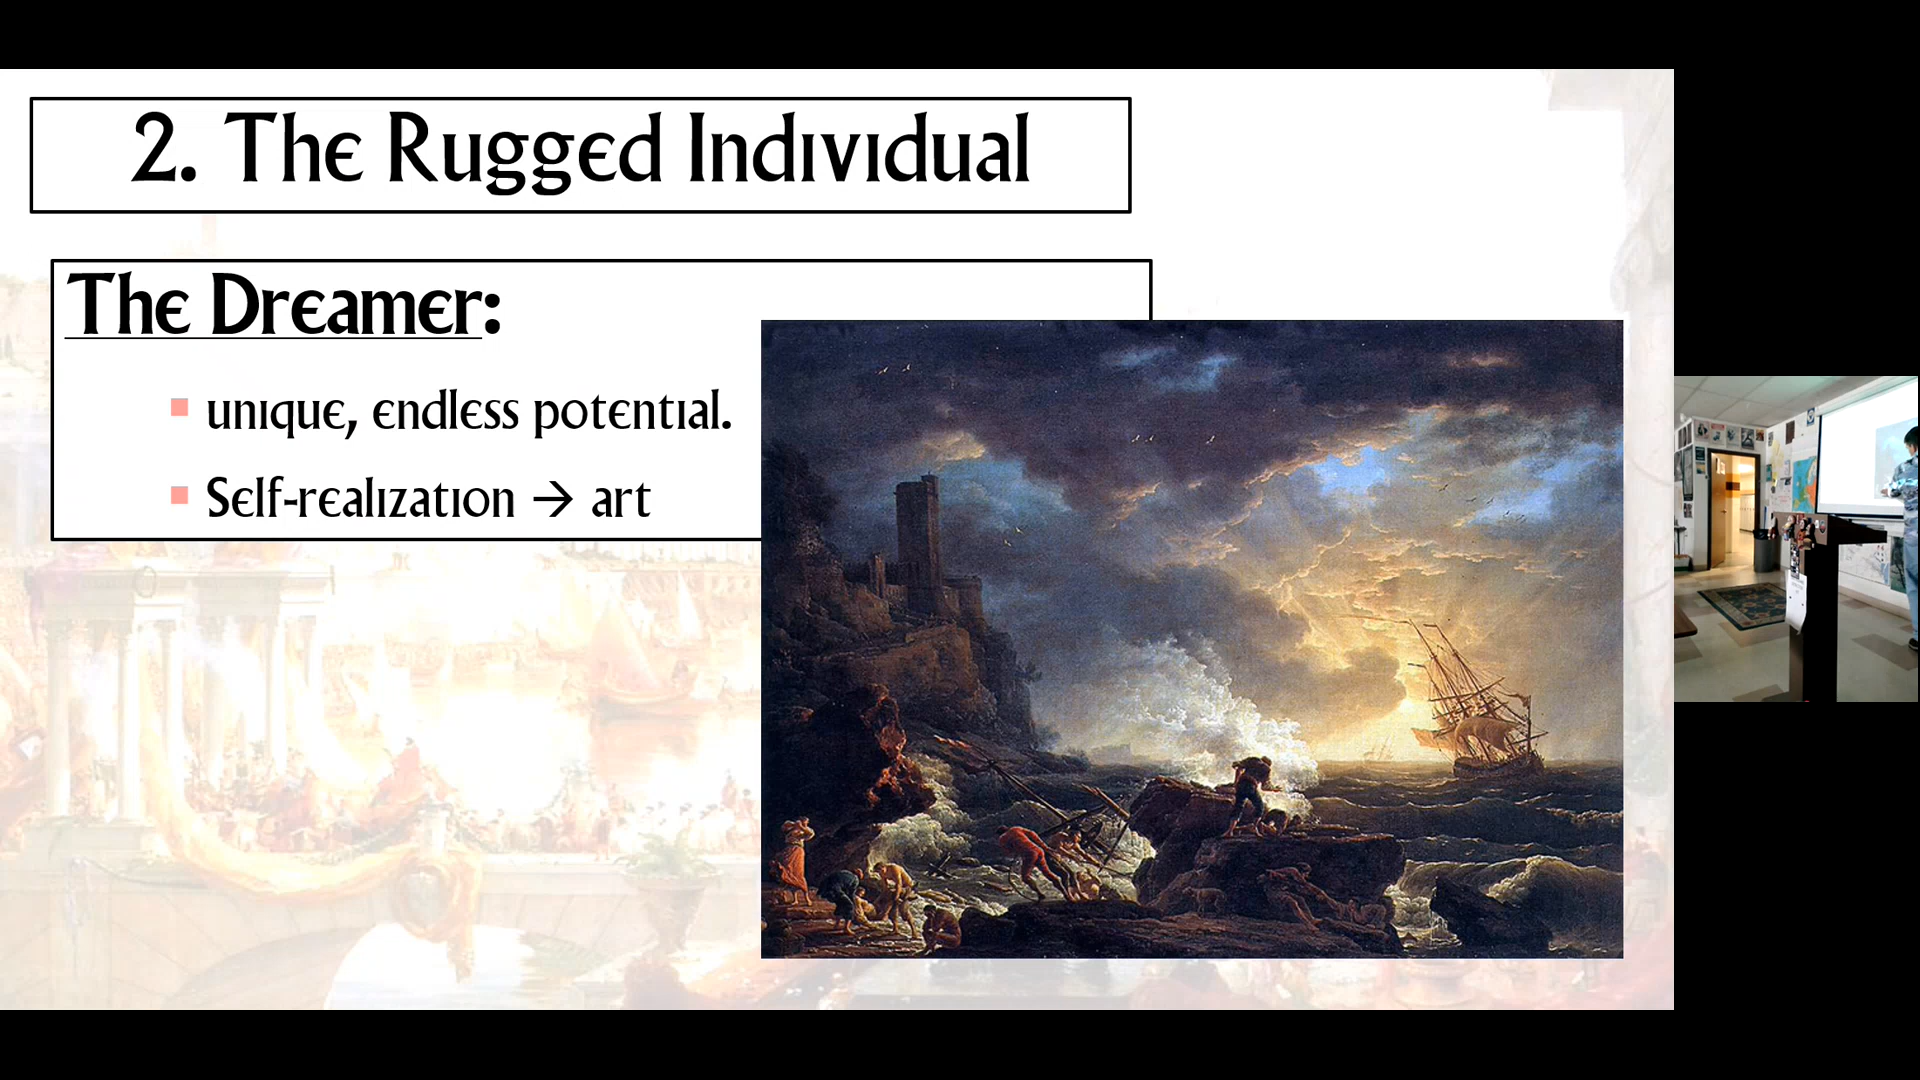 2. The Rugged Individual
The Dreamer:
unique, endless potential.
Self-realization → art